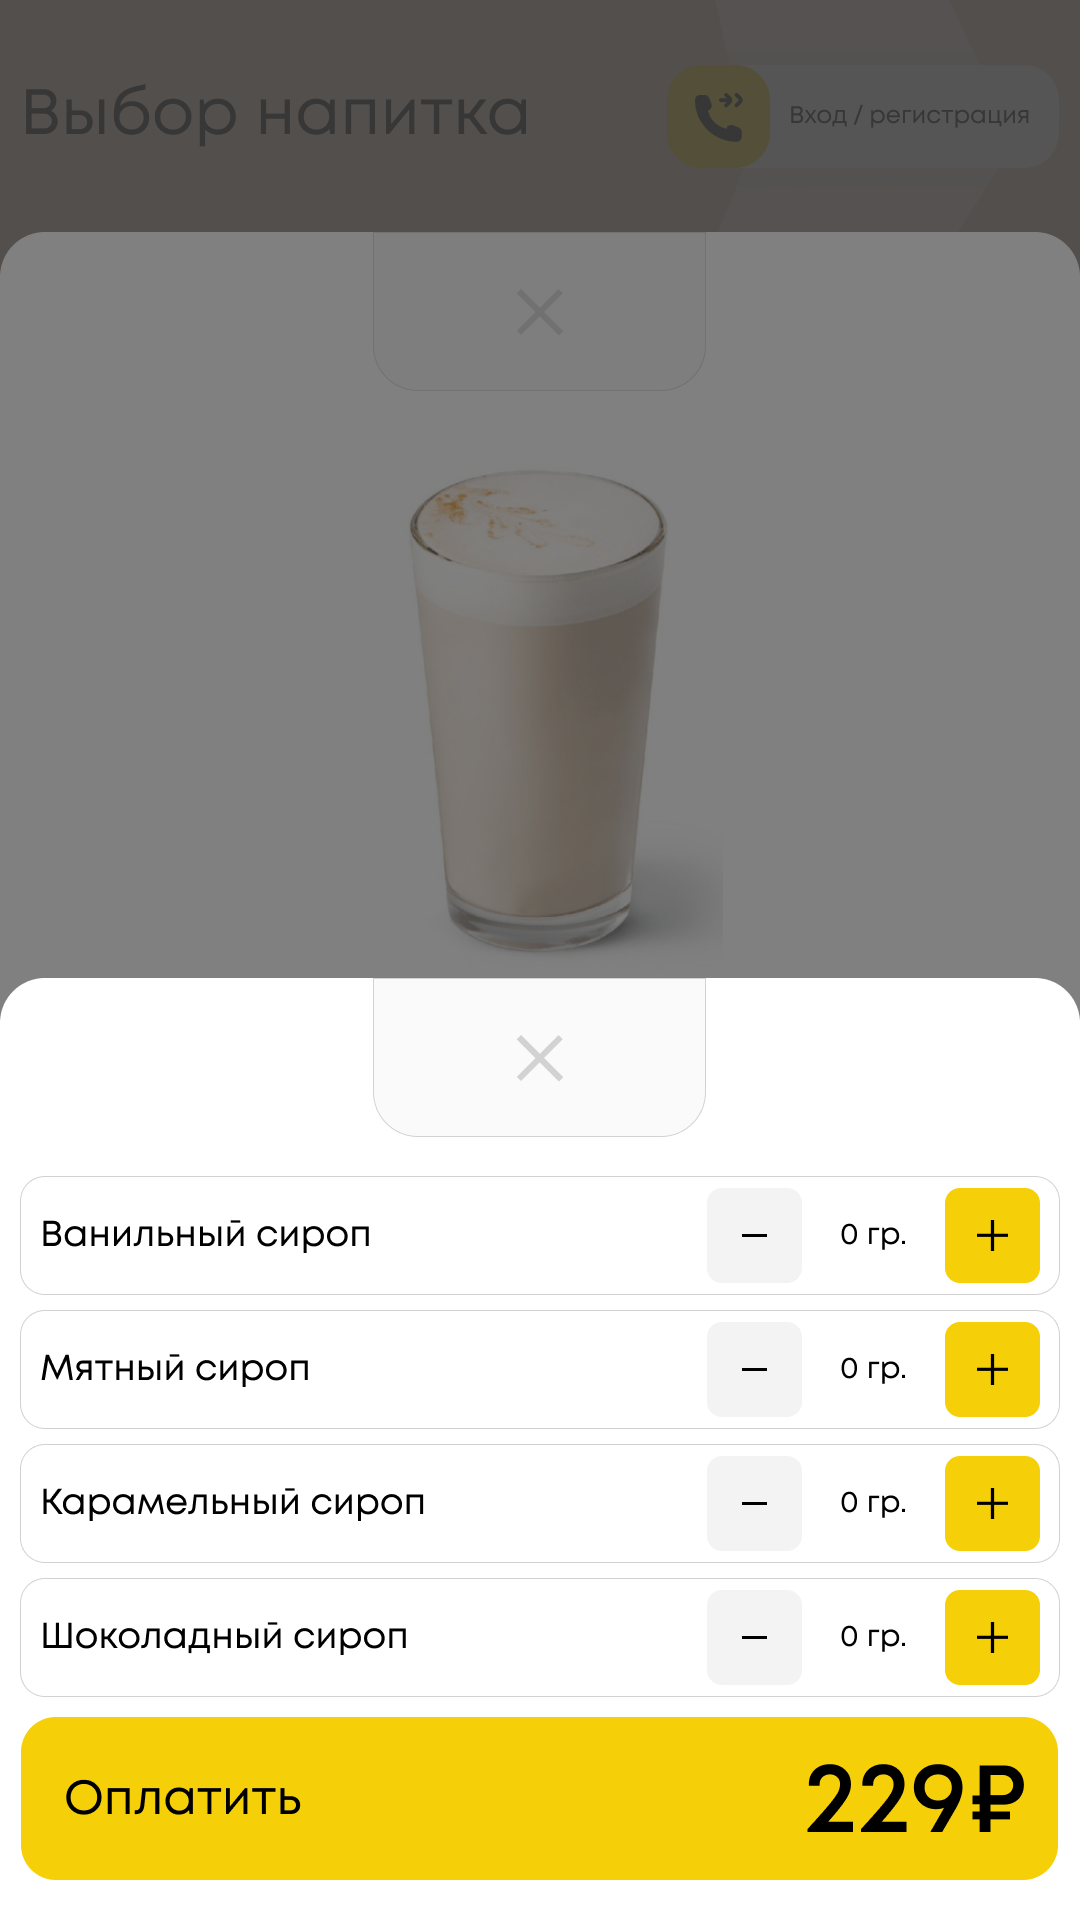 Выбор напитка
Вход / регистрация
Ванильный сироп
0 гр.
Мятный сироп
0 гр.
Карамельный сироп
0 гр.
Шоколадный сироп
0 гр.
Оплатить
229₽